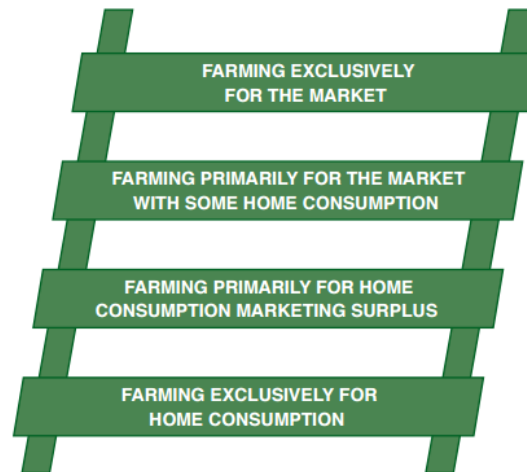 FARMING EXCLUSIVELY
FOR THE MARKET
FARMING PRIMARILY FOR THE MARKET
WITH SOME HOME CONSUMPTION
FARMING PRIMARILY FOR HOME
CONSUMPTION MARKETING SURPLUS
FARMING EXCLUSIVELY FOR
HOME CONSUMPTION